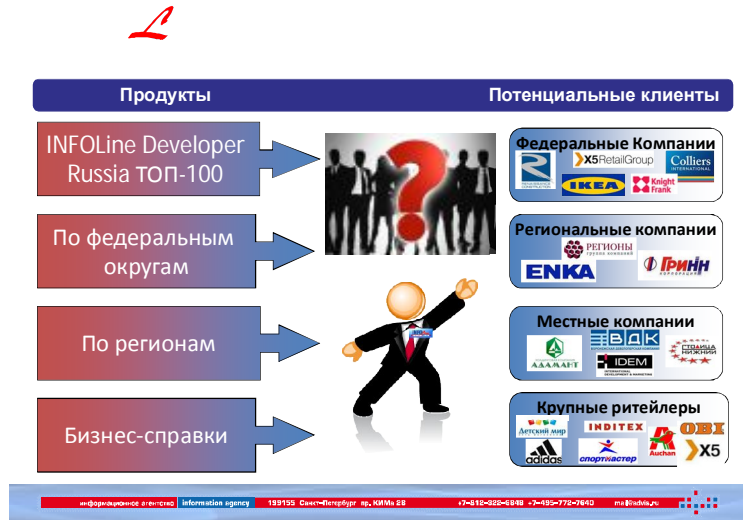 Продукты
Потенциальные клиенты
INFOLine Developer
Russia ТОП-100
Федеральные Компании
X5RetailGroup
Colliers
INTERNATIONAL
IKEA
Knight
Frank
По федеральным
округам
Региональные компании
РЕГИОНЫ
группа компаний
ENKA
ГРИНН
КОРПОРАЦИЯ
По регионам
Местные компании
АДАМАНТ
ВДК
IDEM
INTERNATIONAL
DEVELOPMENT & MARKETING
СТОЛИЦА
НИЖНИЙ
Бизнес-справки
Крупные ритейлеры
Детский мир
INDITEX
Auchan
OBI
adidas
спортмастер
X5
информационное агентство information agency 199155 Санкт-Петербург пр. КИМа 28 +7-812-322-6848 +7-495-772-7640 mail@advis.ru